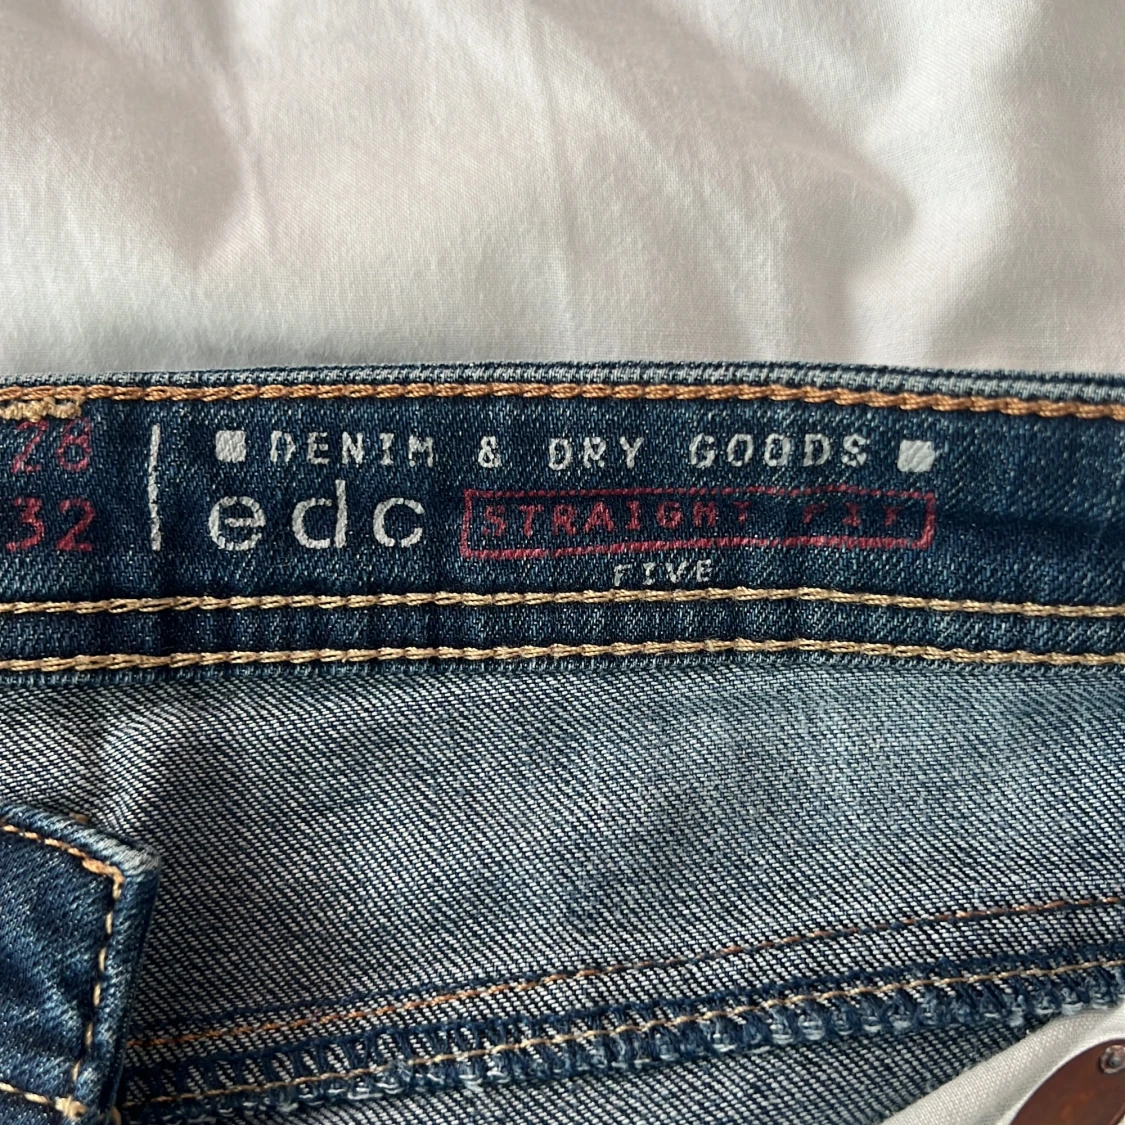 28
32
DENIM & DRY GOODS
edc
STRAIGHT FIT
FIVE